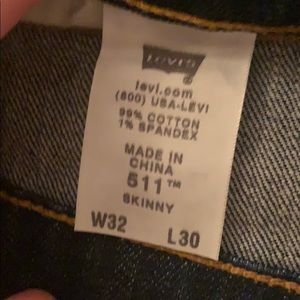 Levi's
levi.com
(800) USA-LEVI
99% COTTON
1% SPANDEX
MADE IN
CHINA
511™
SKINNY
W32 L30